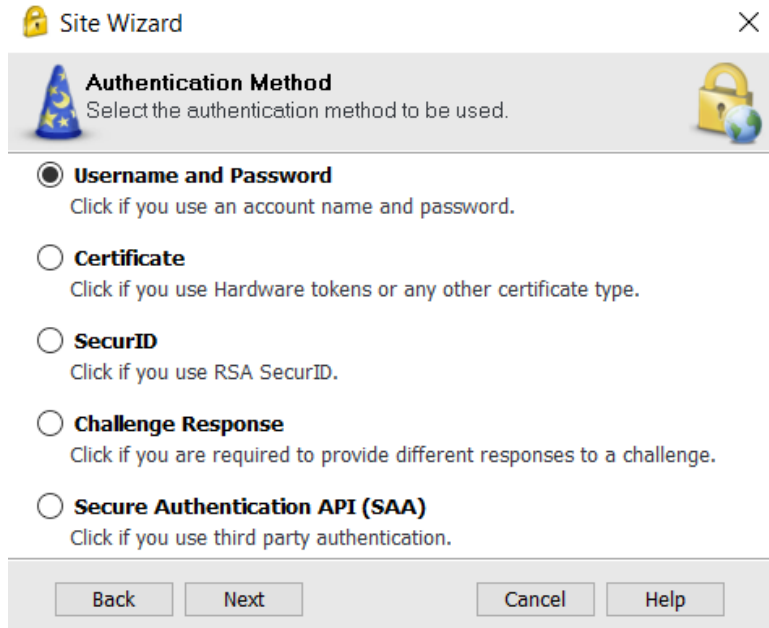 Site Wizard
Authentication Method
Select the authentication method to be used.
Username and Password
Click if you use an account name and password.
Certificate
Click if you use Hardware tokens or any other certificate type.
SecurID
Click if you use RSA SecurID.
Challenge Response
Click if you are required to provide different responses to a challenge.
Secure Authentication API (SAA)
Click if you use third party authentication.
Back Next Cancel Help